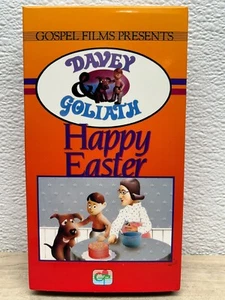 GOSPEL FILMS PRESENTS
DAVEY
&
GOLIATH
Happy
Easter